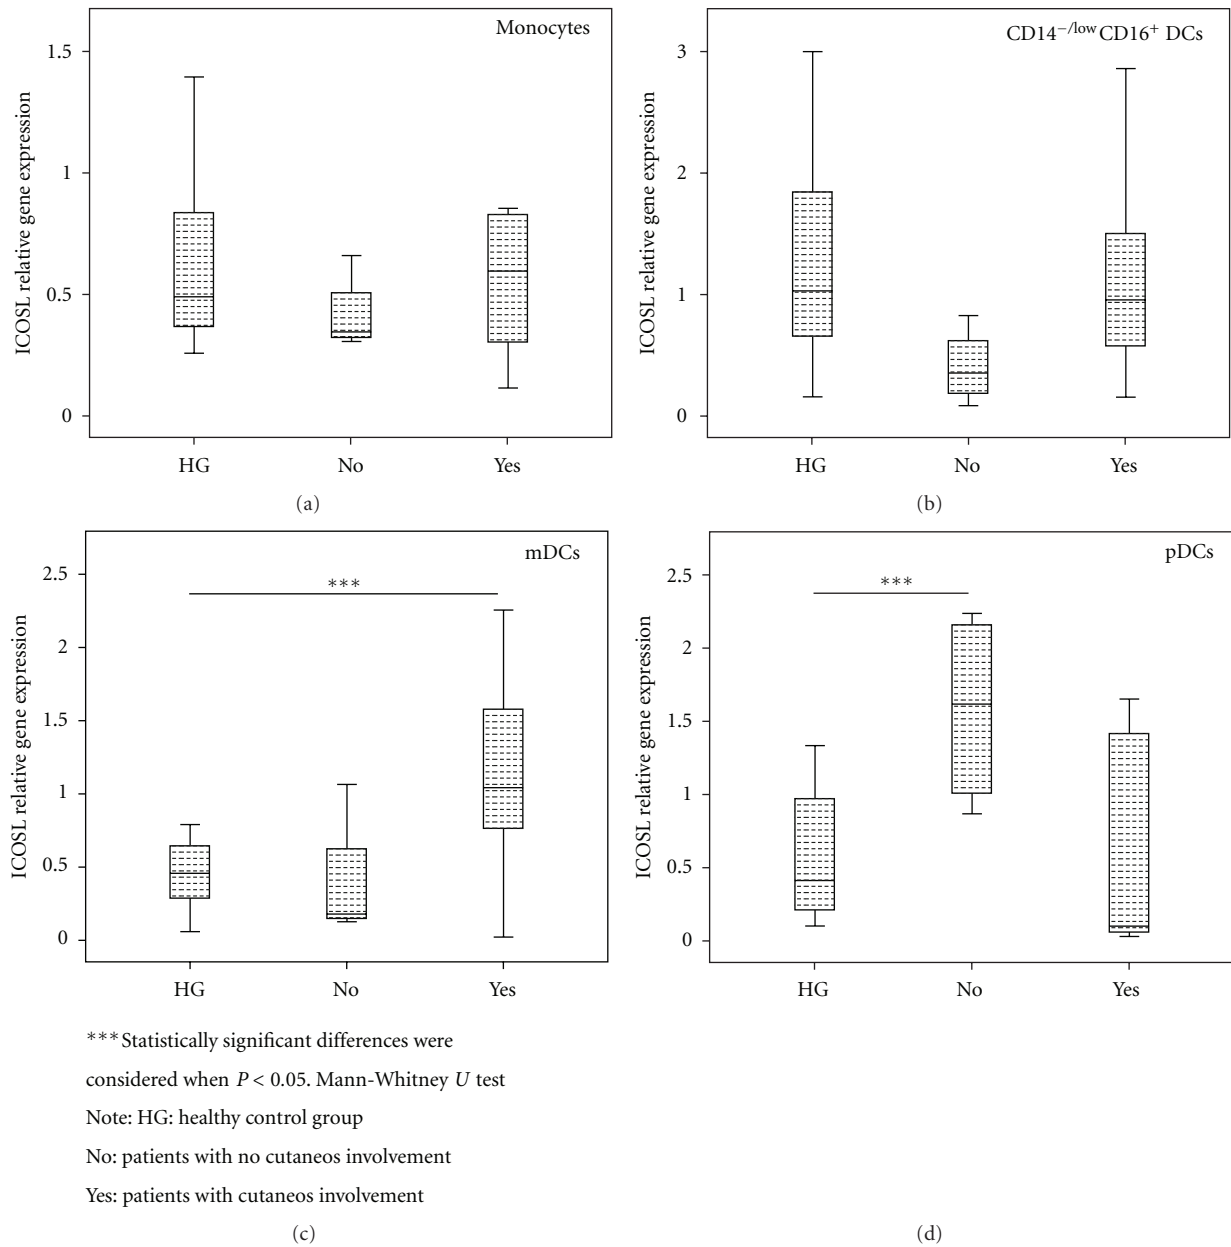 Monocytes
1.5
1
0.5
0
ICOSL relative gene expression
HG No Yes
(a)
CD14⁻/ˡᵒʷCD16⁺ DCs
3
2
1
0
ICOSL relative gene expression
HG No Yes
(b)
mDCs
***
2.5
2
1.5
1
0.5
0
ICOSL relative gene expression
HG No Yes
***Statistically significant differences were
considered when P < 0.05. Mann-Whitney U test
Note: HG: healthy control group
No: patients with no cutaneos involvement
Yes: patients with cutaneos involvement
(c)
pDCs
***
2.5
2
1.5
1
0.5
0
ICOSL relative gene expression
HG No Yes
(d)